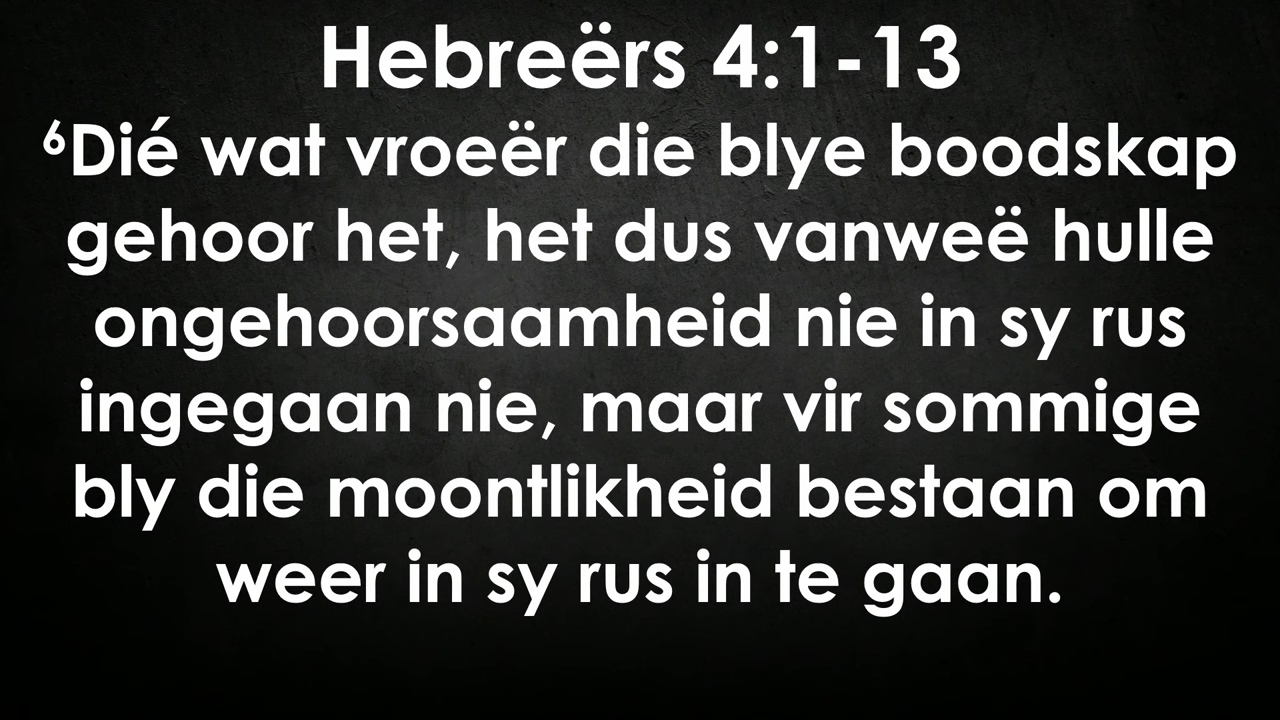 Hebreërs 4:1-13
⁶Dié wat vroeër die blye boodskap
gehoor het, het dus vanweë hulle
ongehoorsaamheid nie in sy rus
ingegaan nie, maar vir sommige
bly die moontlikheid bestaan om
weer in sy rus in te gaan.